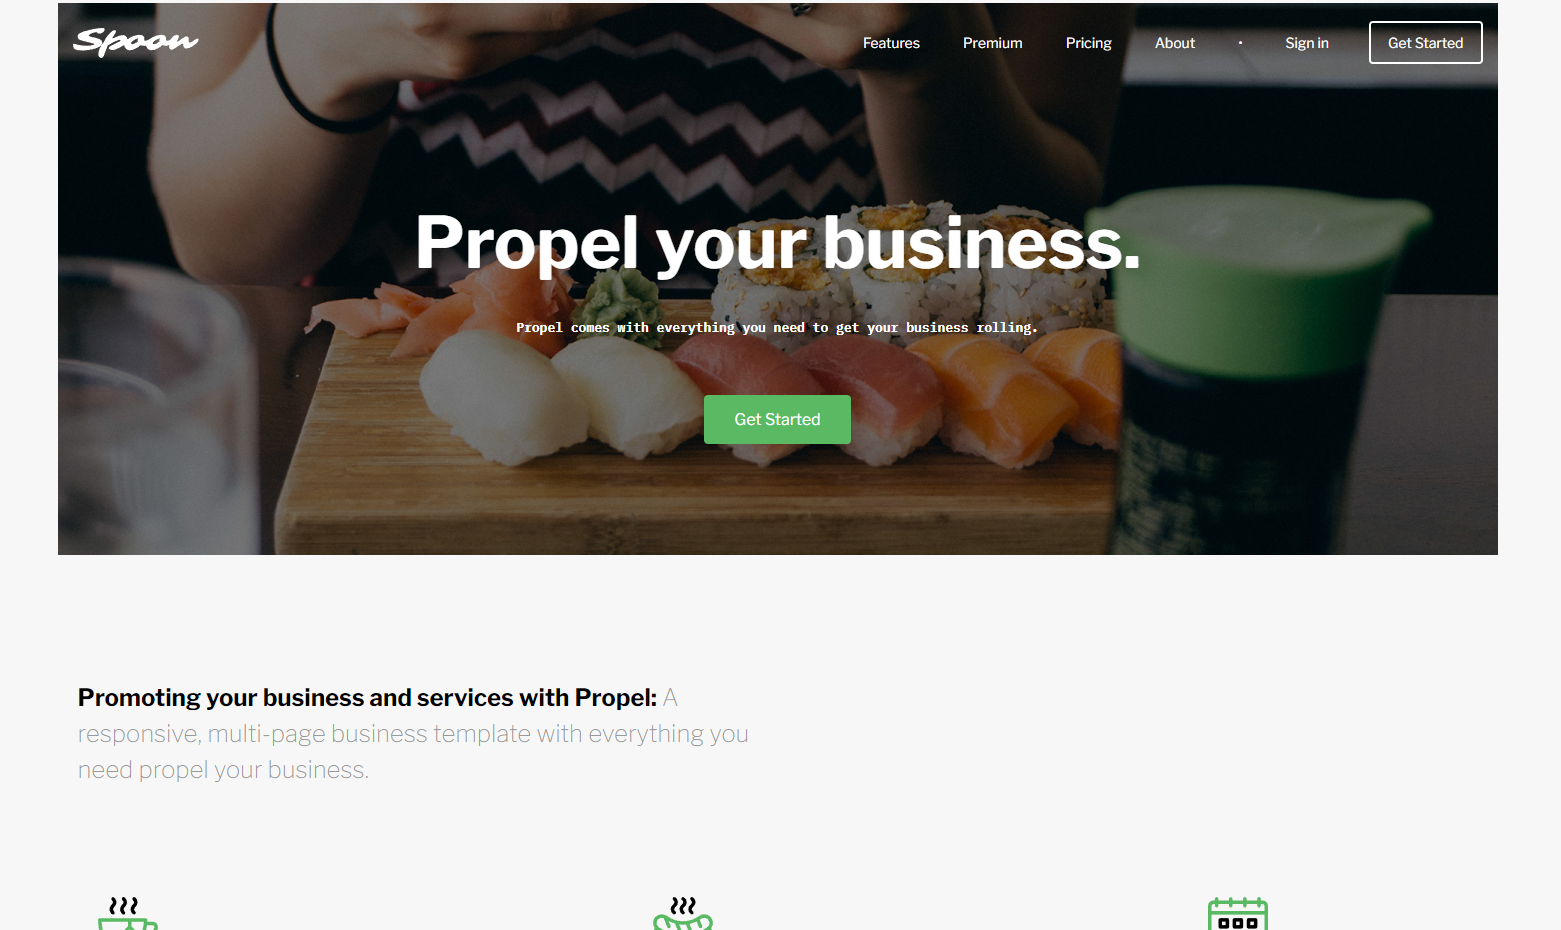 Spoon
Features Premium Pricing About • Sign in Get Started
Propel your business.
Propel comes with everything you need to get your business rolling.
Get Started
Promoting your business and services with Propel: A
responsive, multi-page business template with everything you
need propel your business.